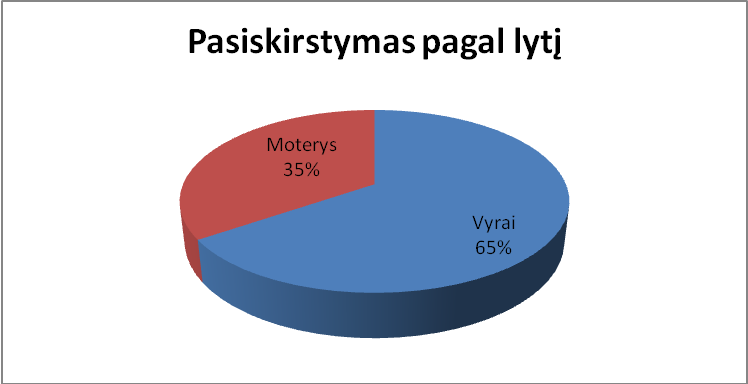 Pasiskirstymas pagal lytį
Moterys
35%
Vyrai
65%